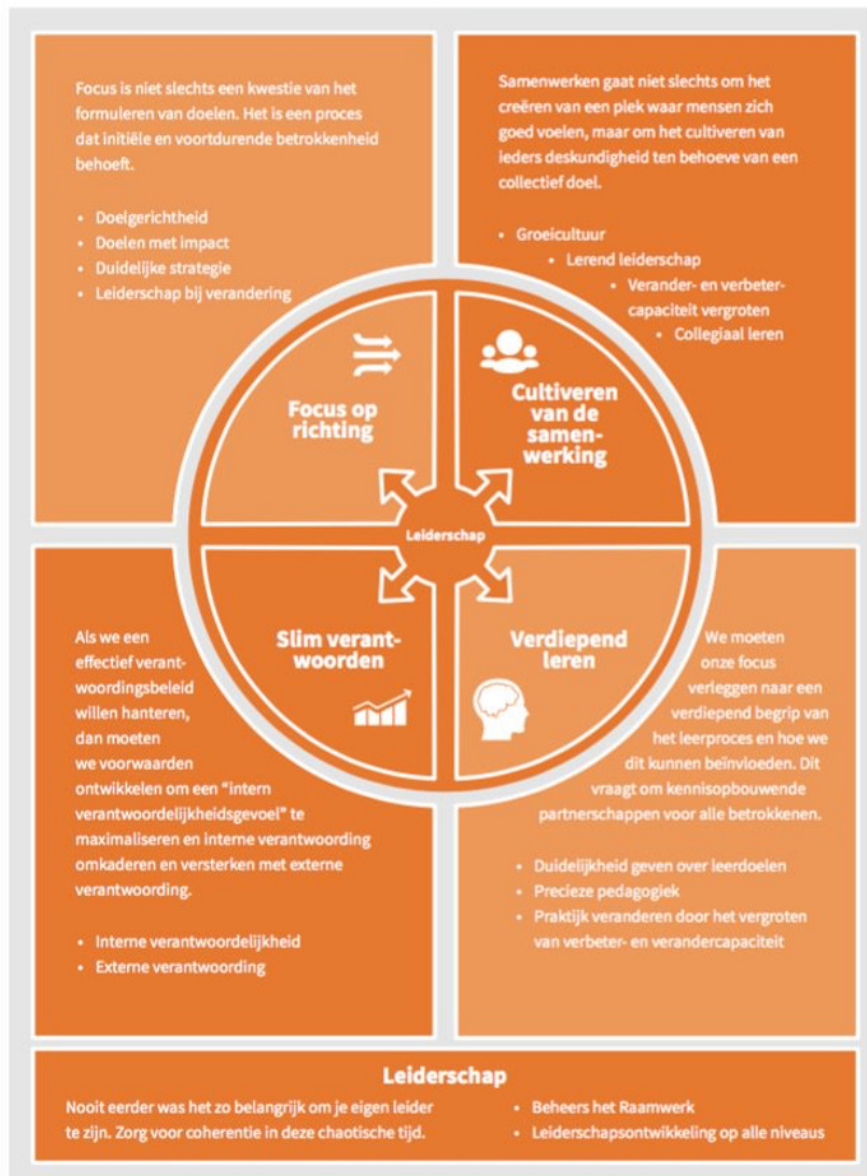 Focus is niet slechts een kwestie van het
formuleren van doelen. Het is een proces
dat initiële en voortdurende betrokkenheid
behoeft.
• Doelgerichtheid
• Doelen met impact
• Duidelijke strategie
• Leiderschap bij verandering
Samenwerken gaat niet slechts om het
creëren van een plek waar mensen zich
goed voelen, maar om het cultiveren van
ieders deskundigheid ten behoeve van een
collectief doel.
• Groeicultuur
• Lerend leiderschap
• Verander- en verbeter-
capaciteit vergroten
• Collegiaal leren
Focus op
richting
Cultiveren
van de
samen-
werking
Leiderschap
Slim verant-
woorden
Verdiepend
leren
Als we een
effectief verant-
woordingsbeleid
willen hanteren,
dan moeten
we voorwaarden
ontwikkelen om een “intern
verantwoordelijkheidsgevoel” te
maximaliseren en interne verantwoording
omkaderen en versterken met externe
verantwoording.
• Interne verantwoordelijkheid
• Externe verantwoording
We moeten
onze focus
verleggen naar een
verdiepend begrip van
het leerproces en hoe we
dit kunnen beïnvloeden. Dit
vraagt om kennisopbouwende
partnerschappen voor alle betrokkenen.
• Duidelijkheid geven over leerdoelen
• Precieze pedagogiek
• Praktijk veranderen door het vergroten
van verbeter- en verandercapaciteit
Leiderschap
Nooit eerder was het zo belangrijk om je eigen leider
te zijn. Zorg voor coherentie in deze chaotische tijd.
• Beheers het Raamwerk
• Leiderschapsontwikkeling op alle niveaus